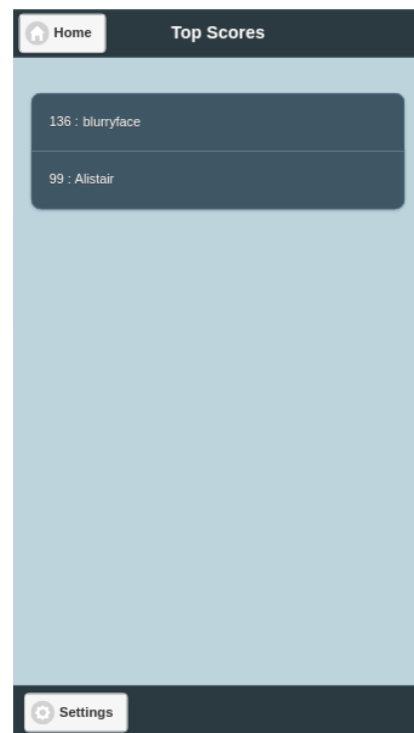 Home
Top Scores
136 : blurryface
99 : Alistair
Settings